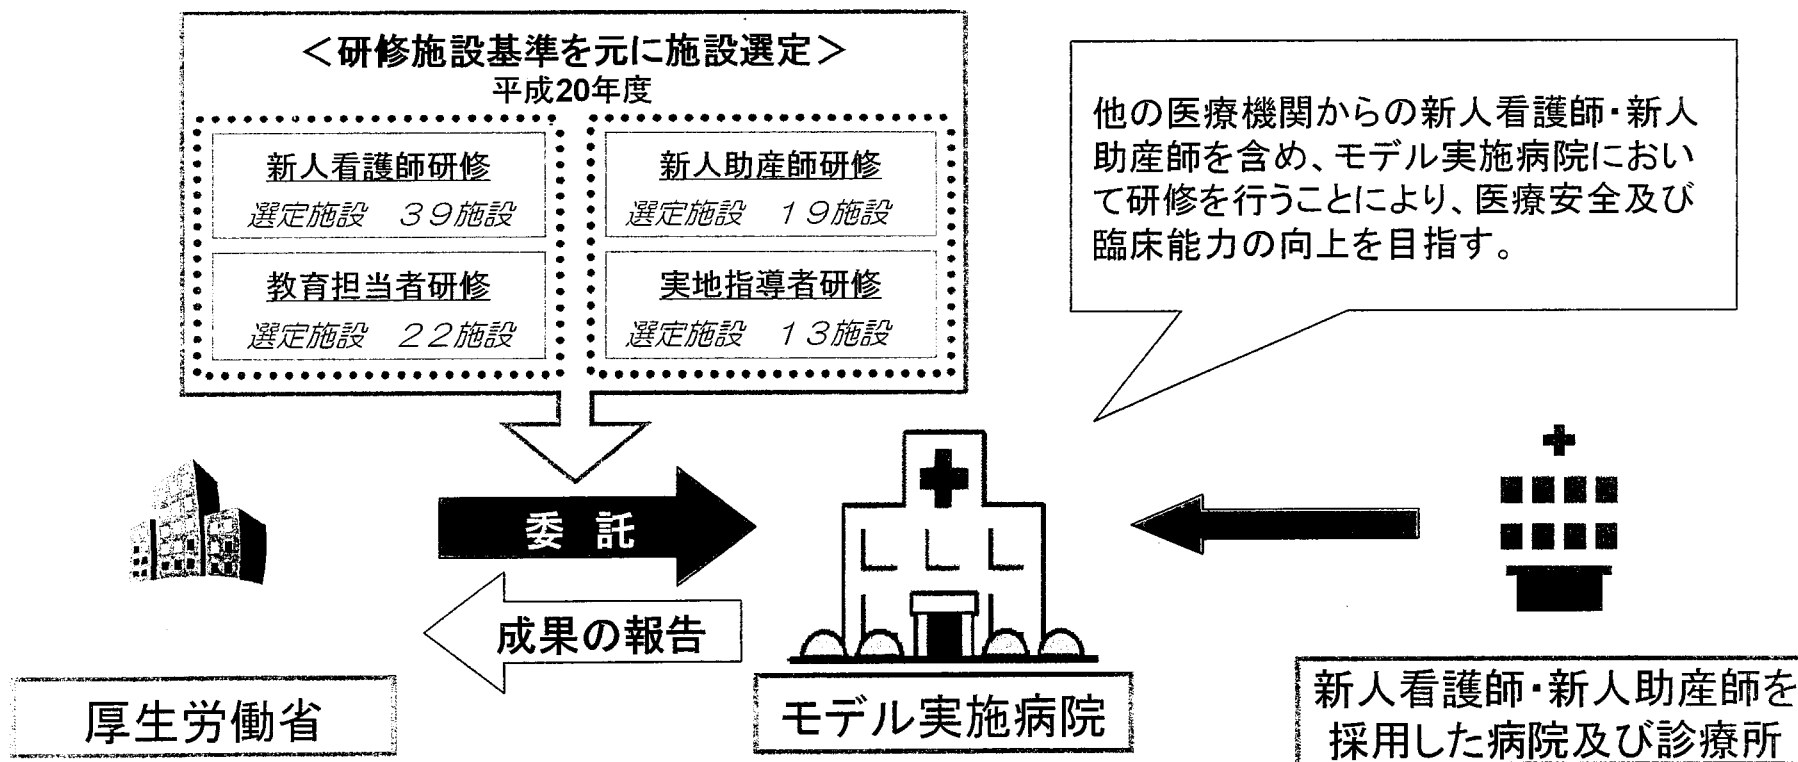 ＜研修施設基準を元に施設選定＞
平成20年度
新人看護師研修
選定施設　３９施設
新人助産師研修
選定施設　１９施設
教育担当者研修
選定施設　２２施設
実地指導者研修
選定施設　１３施設
他の医療機関からの新人看護師・新人
助産師を含め、モデル実施病院におい
て研修を行うことにより、医療安全及び
臨床能力の向上を目指す。
委 託
成果の報告
厚生労働省
モデル実施病院
新人看護師・新人助産師を
採用した病院及び診療所